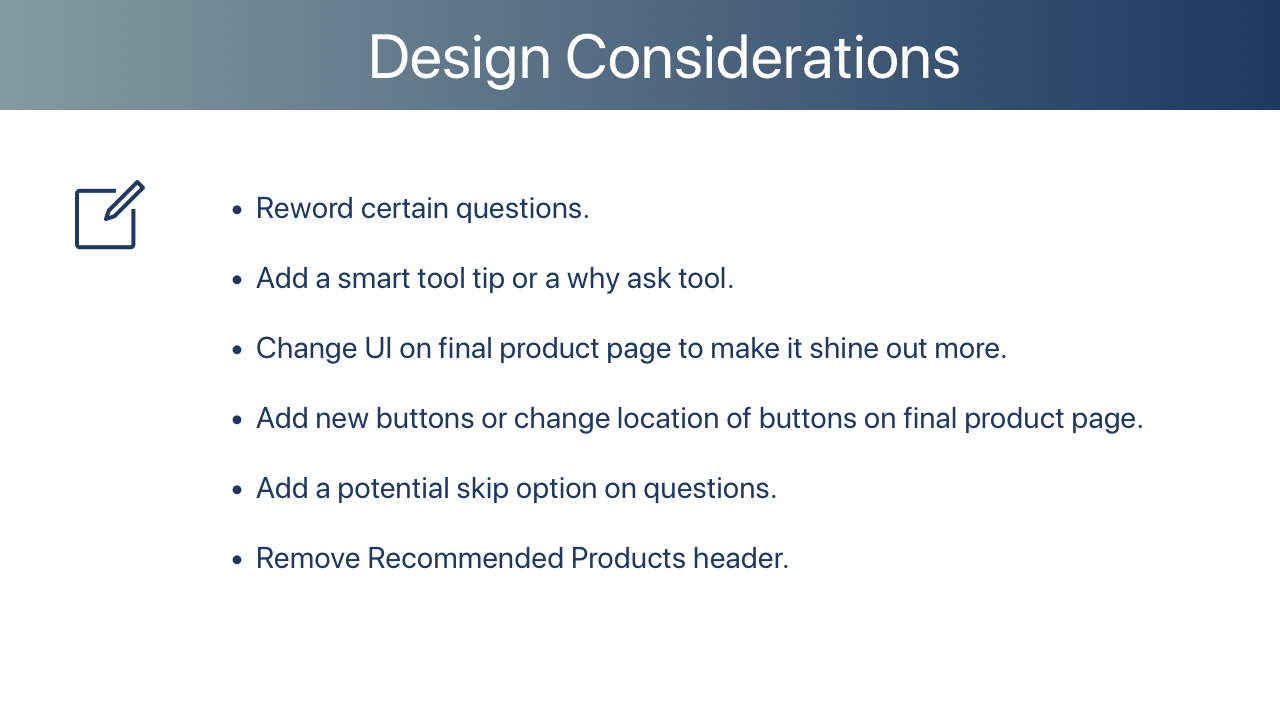 Design Considerations
• Reword certain questions.
• Add a smart tool tip or a why ask tool.
• Change UI on final product page to make it shine out more.
• Add new buttons or change location of buttons on final product page.
• Add a potential skip option on questions.
• Remove Recommended Products header.